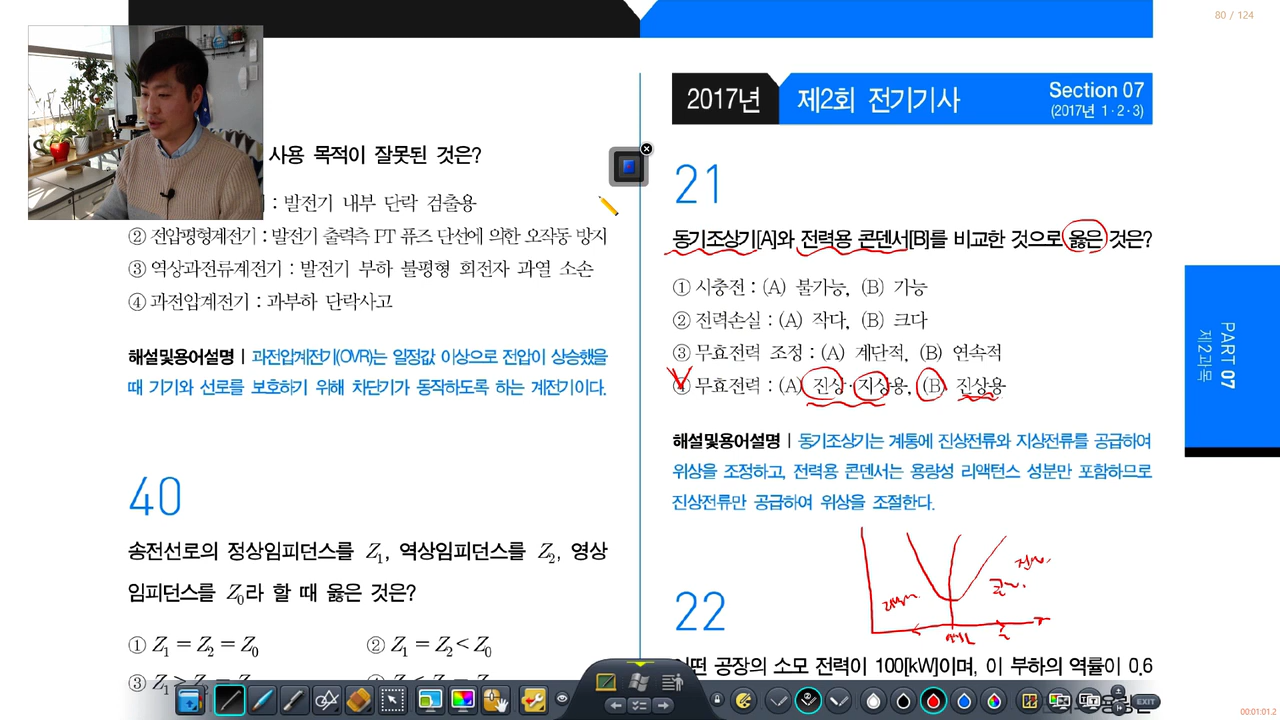 80 / 124
사용 목적이 잘못된 것은?
: 발전기 내부 단락 검출용
② 전압평형계전기 : 발전기 출력측 PT 퓨즈 단선에 의한 오작동 방지
③ 역상과전류계전기 : 발전기 부하 불평형 회전자 과열 소손
④ 과전압계전기 : 과부하 단락사고
해설및용어설명 | 과전압계전기(OVR)는 일정값 이상으로 전압이 상승했을
때 기기와 선로를 보호하기 위해 차단기가 동작하도록 하는 계전기이다.
40
송전선로의 정상임피던스를 Z₁, 역상임피던스를 Z₂, 영상
임피던스를 Z₀라 할 때 옳은 것은?
① Z₁ = Z₂ = Z₀ ② Z₁ = Z₂ < Z₀
2017년 제2회 전기기사 Section 07
(2017년 1·2·3)
21
동기조상기[A]와 전력용 콘덴서[B]를 비교한 것으로 옳은 것은?
① 시충전 : (A) 불가능, (B) 가능
② 전력손실 : (A) 작다, (B) 크다
③ 무효전력 조정 : (A) 계단적, (B) 연속적
④ 무효전력 : (A) 진상·지상용, (B) 진상용
해설및용어설명 | 동기조상기는 계통에 진상전류와 지상전류를 공급하여
위상을 조정하고, 전력용 콘덴서는 용량성 리액턴스 성분만 포함하므로
진상전류만 공급하여 위상을 조절한다.
22
어떤 공장의 소모 전력이 100[kW]이며, 이 부하의 역률이 0.6
PART 07
제2과목
EXIT
00:01:01.2